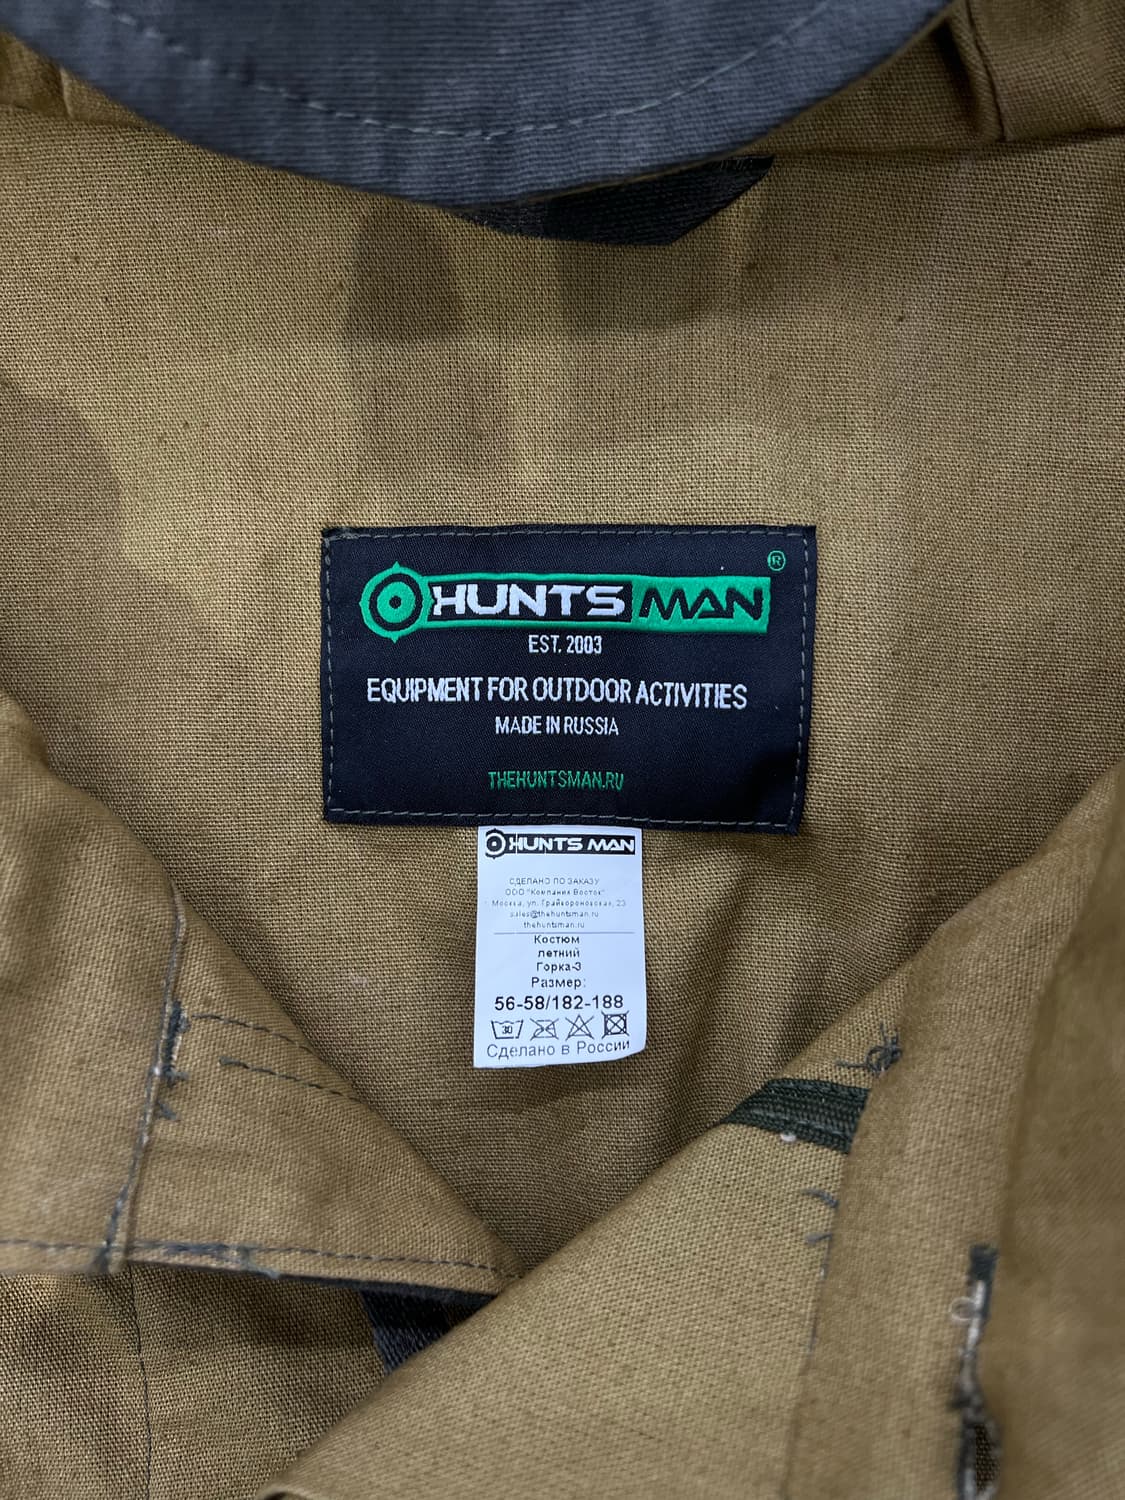 HUNTSMAN ®
EST. 2003
EQUIPMENT FOR OUTDOOR ACTIVITIES
MADE IN RUSSIA
THEHUNTSMAN.RU
HUNTS MAN
СДЕЛАНО ПО ЗАКАЗУ
ООО "Компания Восток"
Москва, ул. Грайвороновская, 23
sales@thehuntsman.ru
thehuntsman.ru
Костюм
летний
Горка-3
Размер:
56-58/182-188
30
Сделано в России